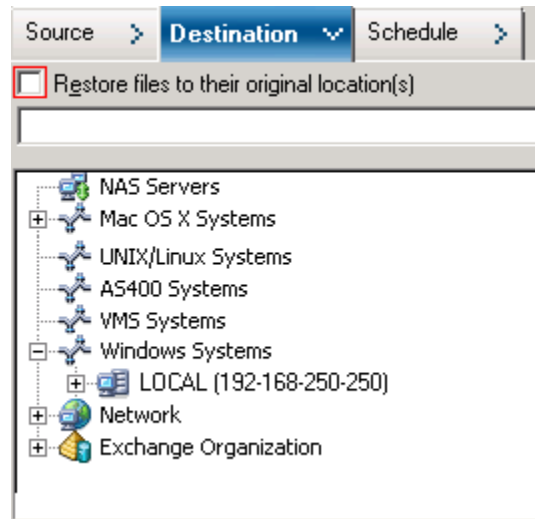 Source > Destination Schedule >
Restore files to their original location(s)
NAS Servers
Mac OS X Systems
UNIX/Linux Systems
AS400 Systems
VMS Systems
Windows Systems
LOCAL (192-168-250-250)
Network
Exchange Organization